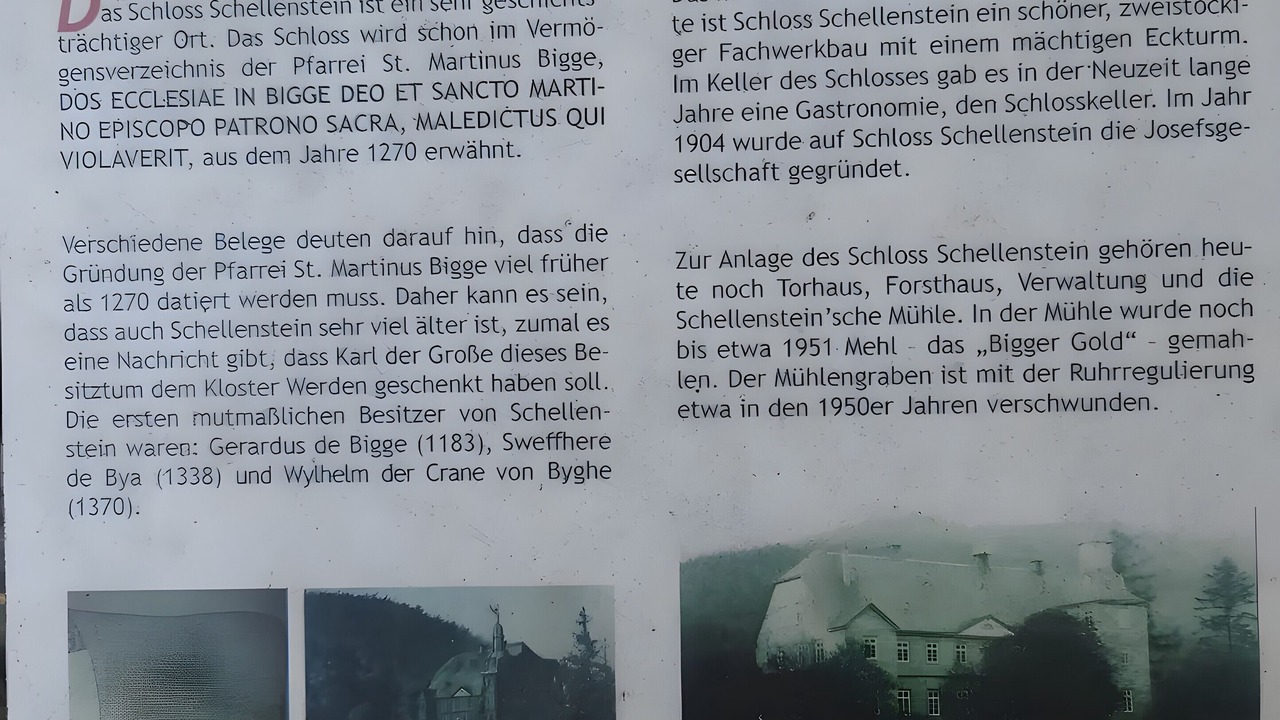 Das Schloss Schellenstein ist ein sehr geschichts-
trächtiger Ort. Das Schloss wird schon im Vermö-
gensverzeichnis der Pfarrei St. Martinus Bigge,
DOS ECCLESIAE IN BIGGE DEO ET SANCTO MARTI-
NO EPISCOPO PATRONO SACRA, MALEDICTUS QUI
VIOLAVERIT, aus dem Jahre 1270 erwähnt.
Verschiedene Belege deuten darauf hin, dass die
Gründung der Pfarrei St. Martinus Bigge viel früher
als 1270 datiert werden muss. Daher kann es sein,
dass auch Schellenstein sehr viel älter ist, zumal es
eine Nachricht gibt, dass Karl der Große dieses Be-
sitztum dem Kloster Werden geschenkt haben soll.
Die ersten mutmaßlichen Besitzer von Schellen-
stein waren: Gerardus de Bigge (1183), Sweffhere
de Bya (1338) und Wylhelm der Crane von Byghe
(1370).
te ist Schloss Schellenstein ein schöner, zweistöcki-
ger Fachwerkbau mit einem mächtigen Eckturm.
Im Keller des Schlosses gab es in der Neuzeit lange
Jahre eine Gastronomie, den Schlosskeller. Im Jahr
1904 wurde auf Schloss Schellenstein die Josefsge-
sellschaft gegründet.
Zur Anlage des Schloss Schellenstein gehören heu-
te noch Torhaus, Forsthaus, Verwaltung und die
Schellenstein’sche Mühle. In der Mühle wurde noch
bis etwa 1951 Mehl - das „Bigger Gold“ - gemah-
len. Der Mühlengraben ist mit der Ruhrregulierung
etwa in den 1950er Jahren verschwunden.